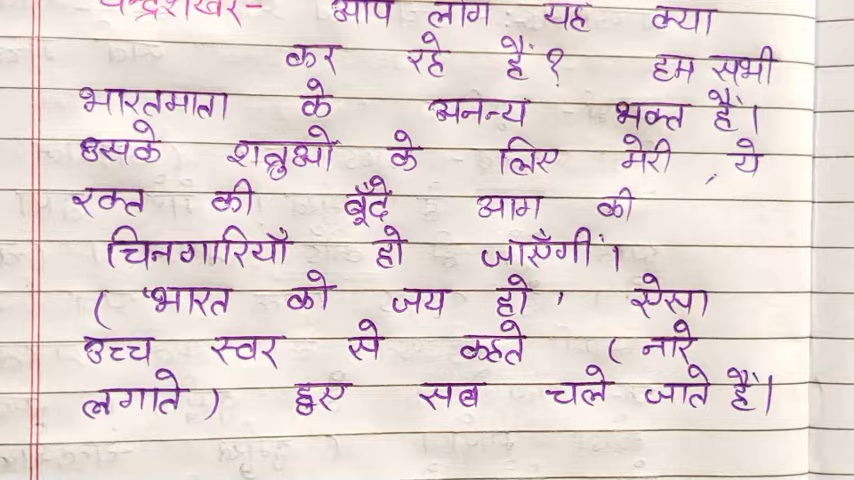 चन्द्रशेखर- आप लोग यह क्या
कर रहे हैं? हम सभी
भारतमाता के अनन्य भक्त हैं।
उसके शत्रुओं के लिए मेरी, ये
रक्त की बूँदें आग की
चिनगारियाँ हो जाएँगी।
( 'भारत की जय हो' ऐसा
उच्च स्वर से कहते (नारे
लगाते) हुए सब चले जाते हैं।